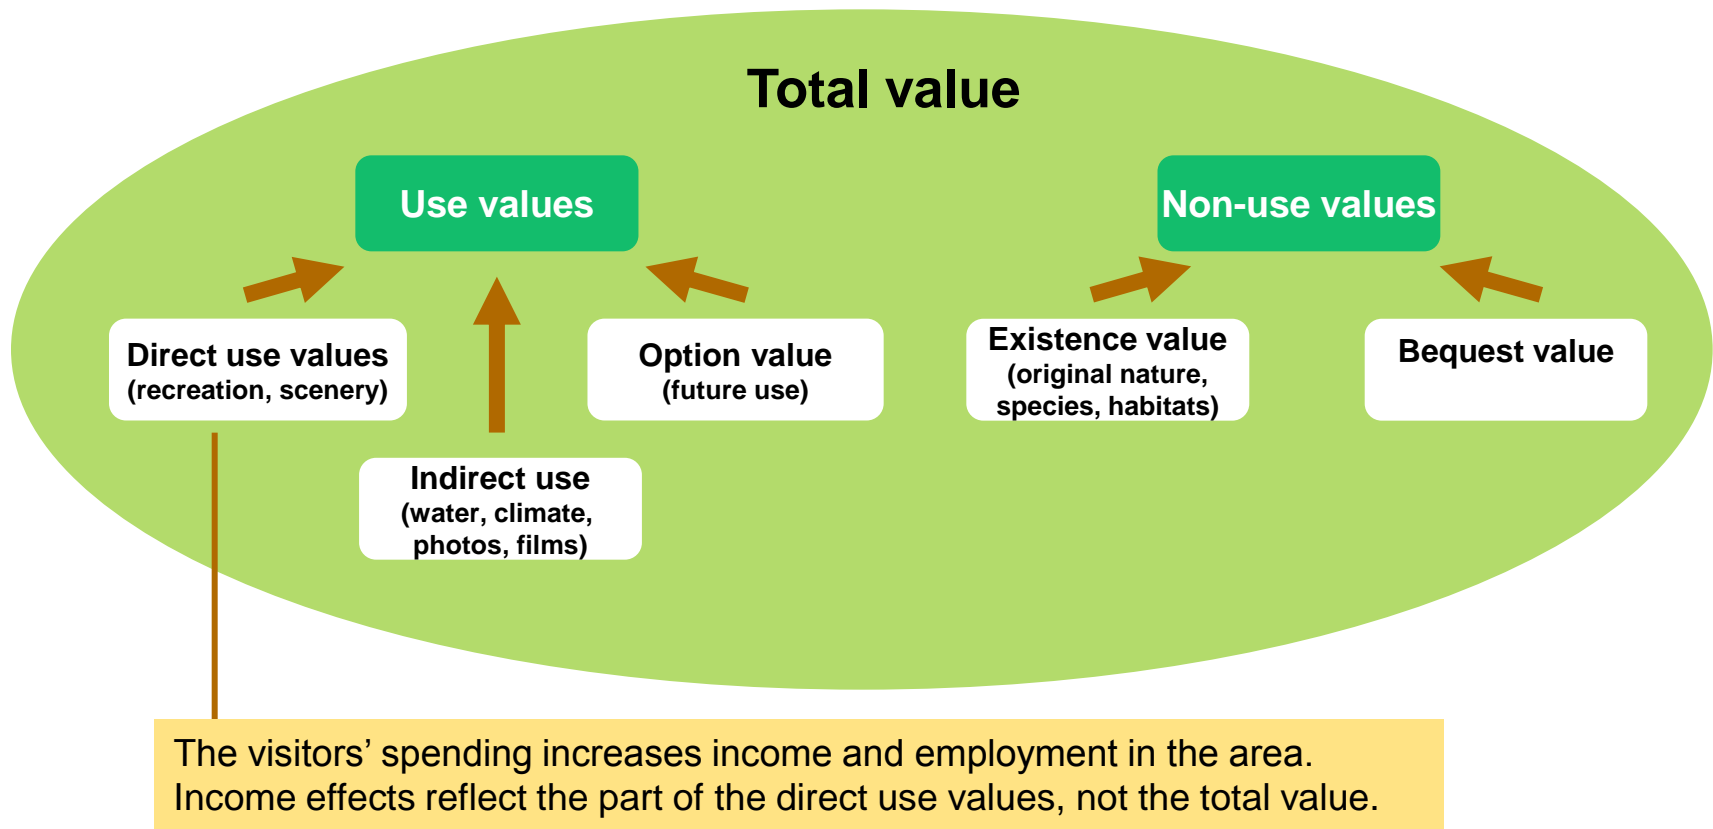 Total value
Use values
Non-use values
Direct use values
(recreation, scenery)
Option value
(future use)
Existence value
(original nature,
species, habitats)
Bequest value
Indirect use
(water, climate,
photos, films)
The visitors’ spending increases income and employment in the area.
Income effects reflect the part of the direct use values, not the total value.